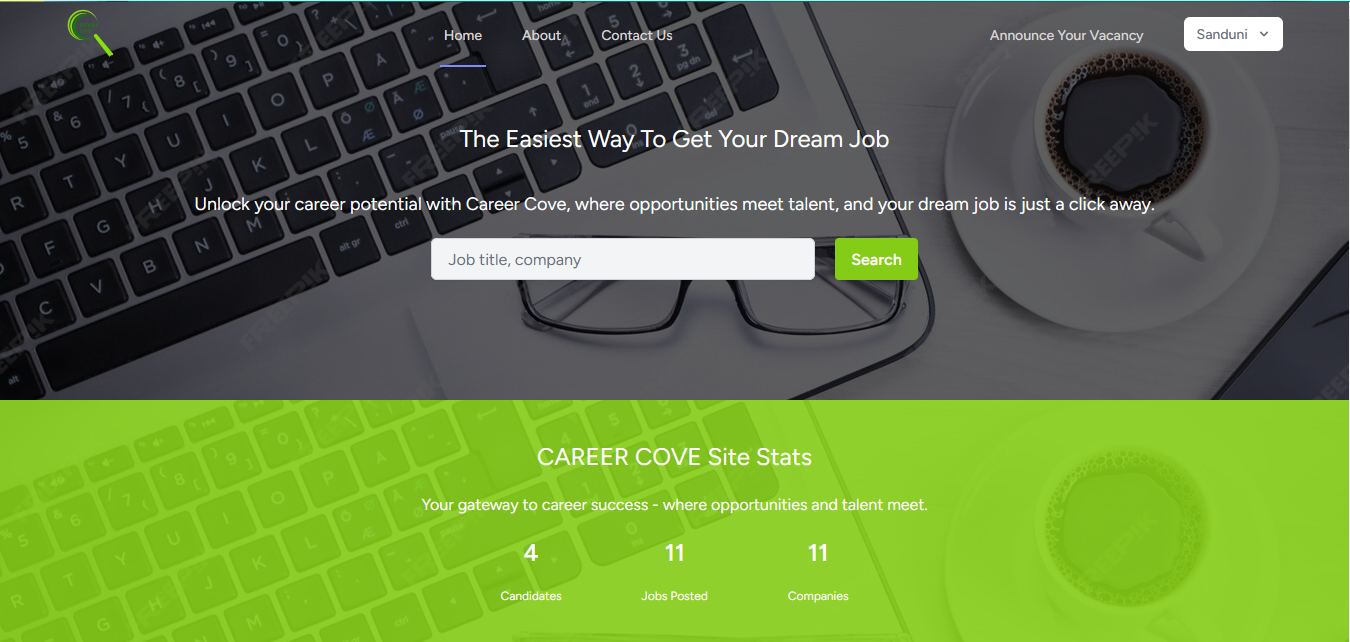 Home
About
Contact Us
Announce Your Vacancy
Sanduni
The Easiest Way To Get Your Dream Job
Unlock your career potential with Career Cove, where opportunities meet talent, and your dream job is just a click away.
Job title, company
Search
CAREER COVE Site Stats
Your gateway to career success - where opportunities and talent meet.
4
11
11
Candidates
Jobs Posted
Companies